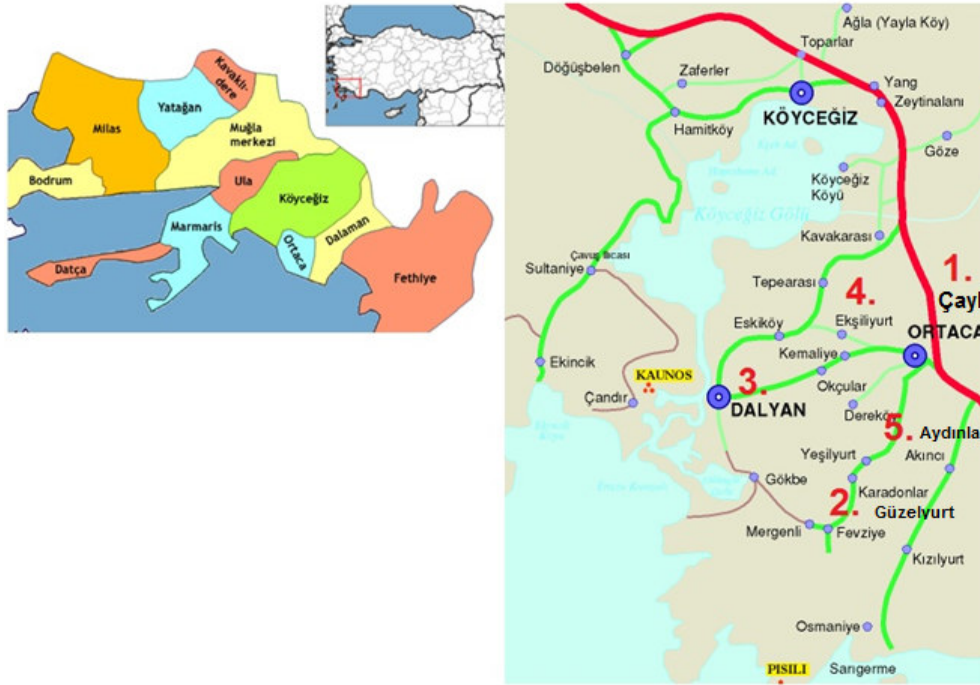 Kavaklı-
dere
Yatağan
Milas
Muğla
merkezi
Bodrum
Ula
Köyceğiz
Marmaris
Ortaca
Dalaman
Datça
Fethiye
Ağla (Yayla Köy)
Toparlar
Döğüşbelen
Zaferler
Yang
Zeytinalanı
KÖYCEĞİZ
Hamitköy
Göze
Köyceğiz
Köyü
Köyceğiz Gölü
Kavakarası
Çavuş
Sultaniye
1.
Tepearası
4.
Çayl
Eskiköy
Ekşiliyurt
ORTACA
Kemaliye
Ekincik
KAUNOS
3.
Okçular
Çandır
DALYAN
Dereköy
5. Aydınla
Yeşilyurt
Akıncı
Gökbe
Karadonlar
2. Güzelyurt
Mergenli
Fevziye
Kızılyurt
Osmaniye
PISILI
Sarıgerme